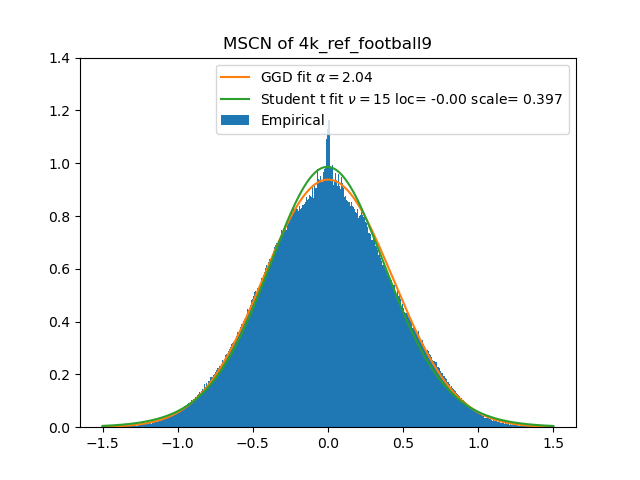 MSCN of 4k_ref_football9
GGD fit α = 2.04
Student t fit ν = 15 loc= -0.00 scale= 0.397
Empirical
1.4
1.2
1.0
0.8
0.6
0.4
0.2
0.0
−1.5 −1.0 −0.5 0.0 0.5 1.0 1.5